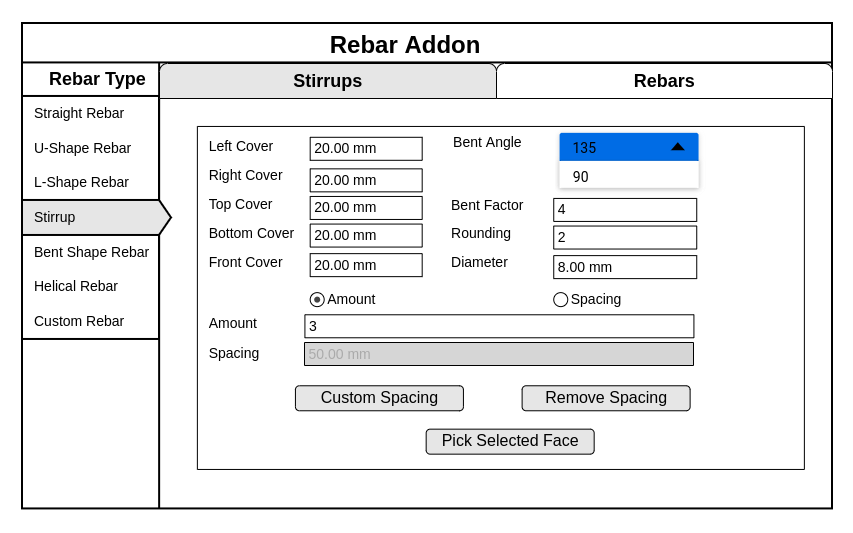 Rebar Addon
Rebar Type
Stirrups
Rebars
Straight Rebar
U-Shape Rebar
L-Shape Rebar
Stirrup
Bent Shape Rebar
Helical Rebar
Custom Rebar
Left Cover 20.00 mm
Right Cover 20.00 mm
Top Cover 20.00 mm
Bottom Cover 20.00 mm
Front Cover 20.00 mm
Bent Angle 135
90
Bent Factor 4
Rounding 2
Diameter 8.00 mm
Amount Spacing
Amount 3
Spacing 50.00 mm
Custom Spacing Remove Spacing
Pick Selected Face